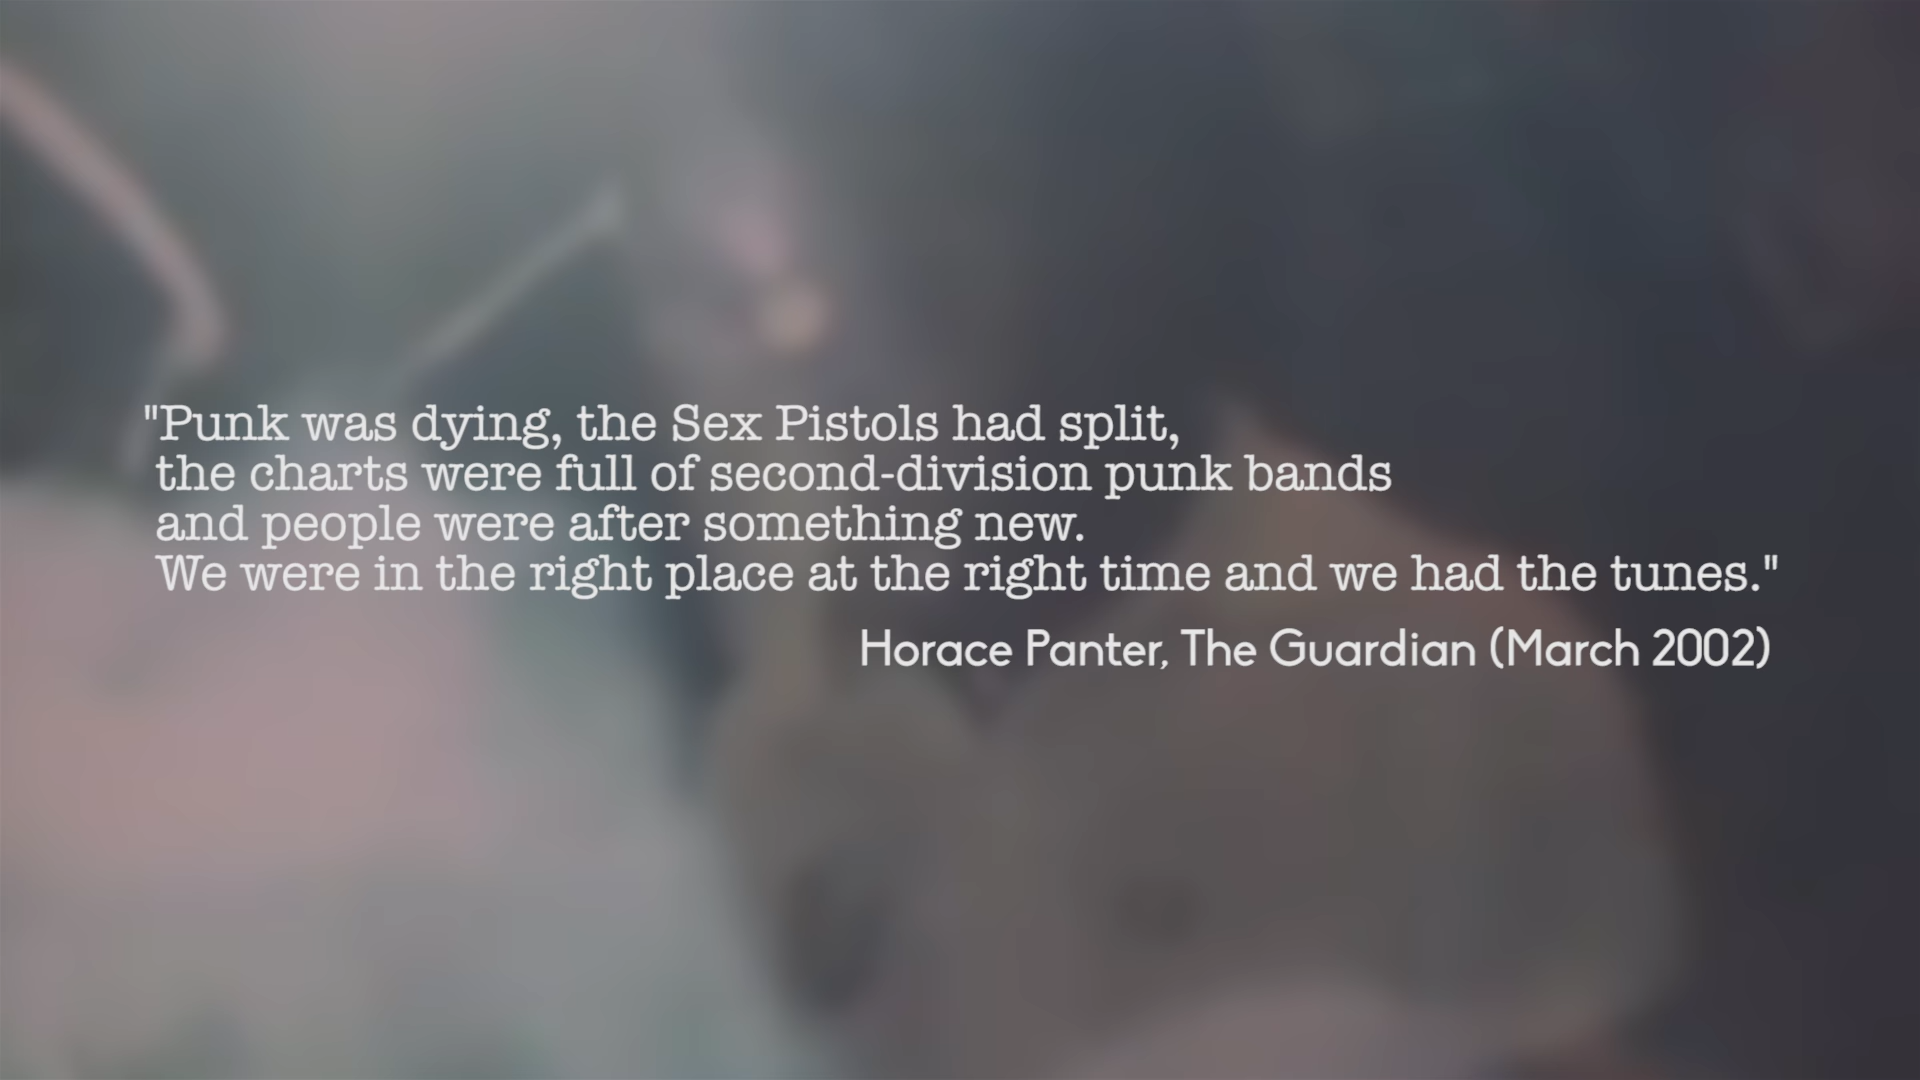 "Punk was dying, the Sex Pistols had split,
the charts were full of second-division punk bands
and people were after something new.
We were in the right place at the right time and we had the tunes."
Horace Panter, The Guardian (March 2002)